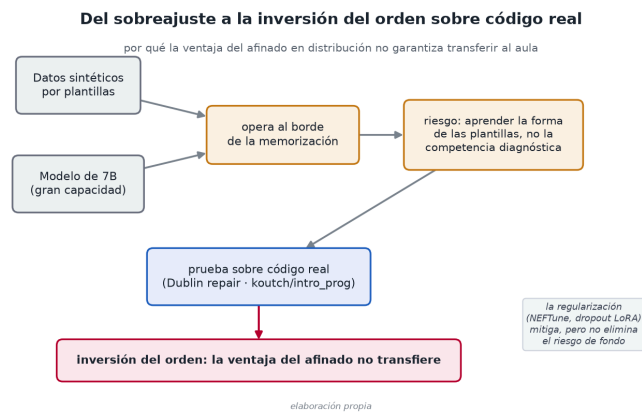 Del sobreajuste a la inversión del orden sobre código real
por qué la ventaja del afinado en distribución no garantiza transferir al aula
Datos sintéticos
por plantillas
Modelo de 7B
(gran capacidad)
opera al borde
de la memorización
riesgo: aprender la forma
de las plantillas, no la
competencia diagnóstica
prueba sobre código real
(Dublin repair · koutch/intro_prog)
la regularización
(NEFTune, dropout LoRA)
mitiga, pero no elimina
el riesgo de fondo
inversión del orden: la ventaja del afinado no transfiere
elaboración propia